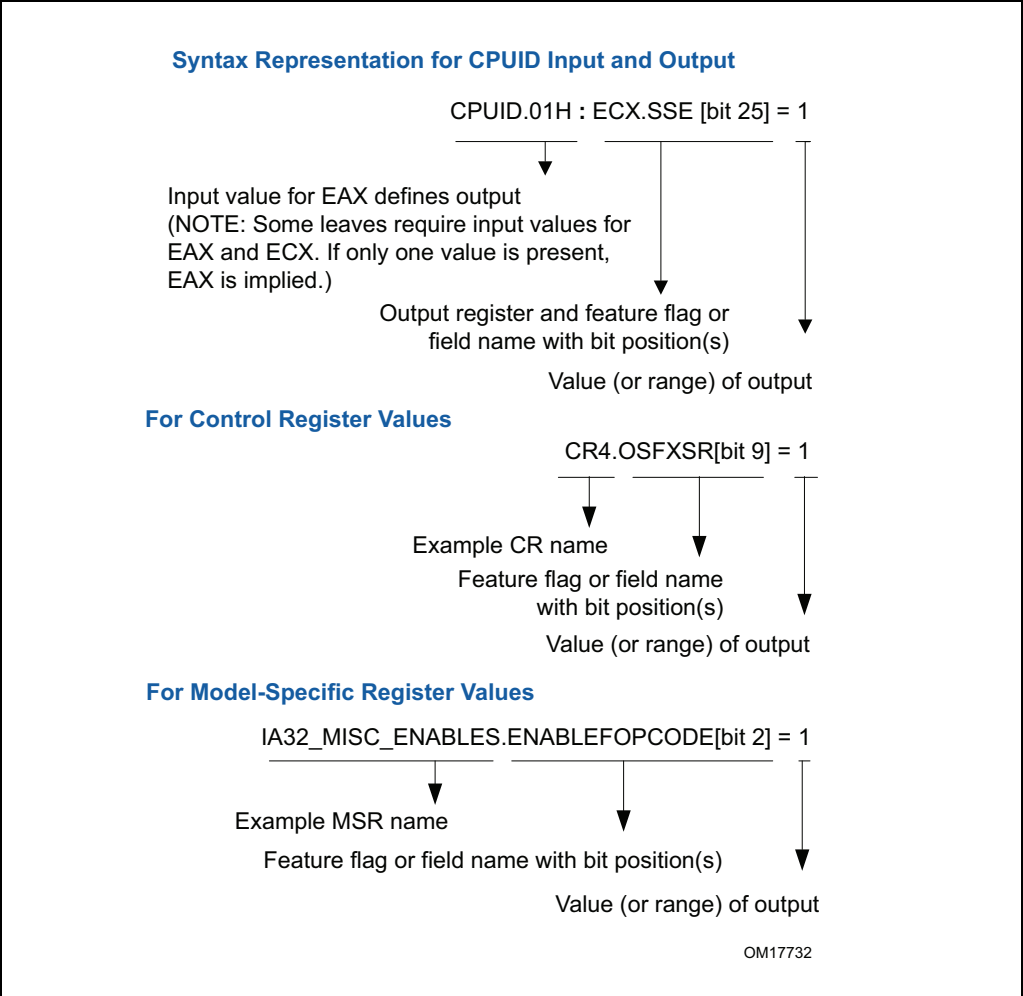 Syntax Representation for CPUID Input and Output
CPUID.01H : ECX.SSE [bit 25] = 1
Input value for EAX defines output
(NOTE: Some leaves require input values for
EAX and ECX. If only one value is present,
EAX is implied.)
Output register and feature flag or
field name with bit position(s)
Value (or range) of output
For Control Register Values
CR4.OSFXSR[bit 9] = 1
Example CR name
Feature flag or field name
with bit position(s)
Value (or range) of output
For Model-Specific Register Values
IA32_MISC_ENABLES.ENABLEFOPCODE[bit 2] = 1
Example MSR name
Feature flag or field name with bit position(s)
Value (or range) of output
OM17732